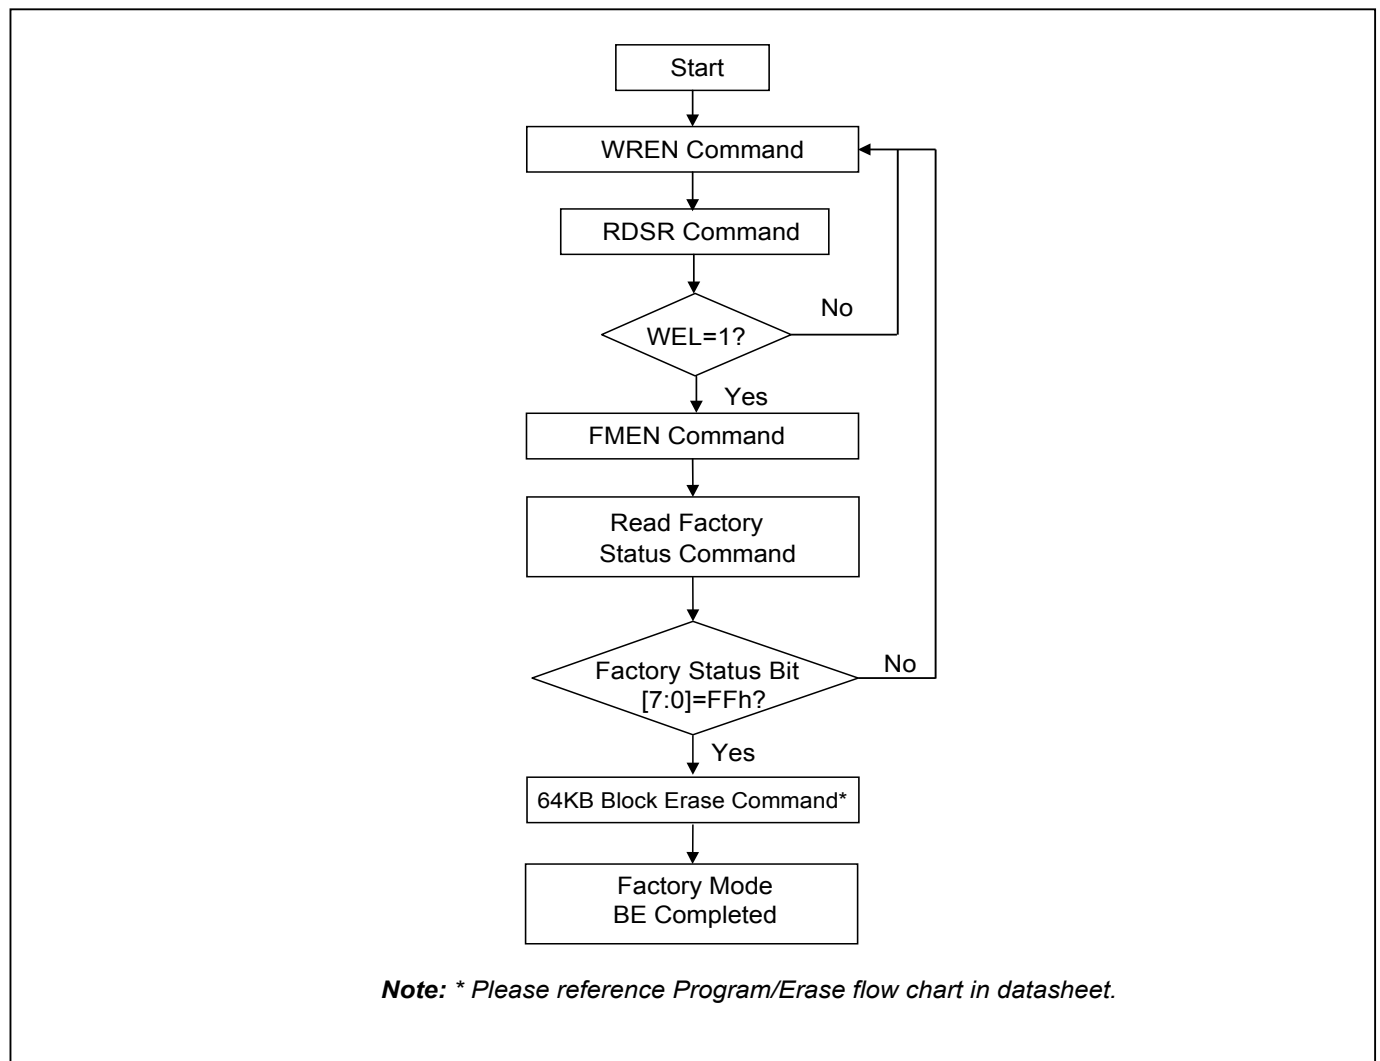 Start
WREN Command
RDSR Command
No
WEL=1?
Yes
FMEN Command
Read Factory
Status Command
No
Factory Status Bit
[7:0]=FFh?
Yes
64KB Block Erase Command*
Factory Mode
BE Completed
Note: * Please reference Program/Erase flow chart in datasheet.